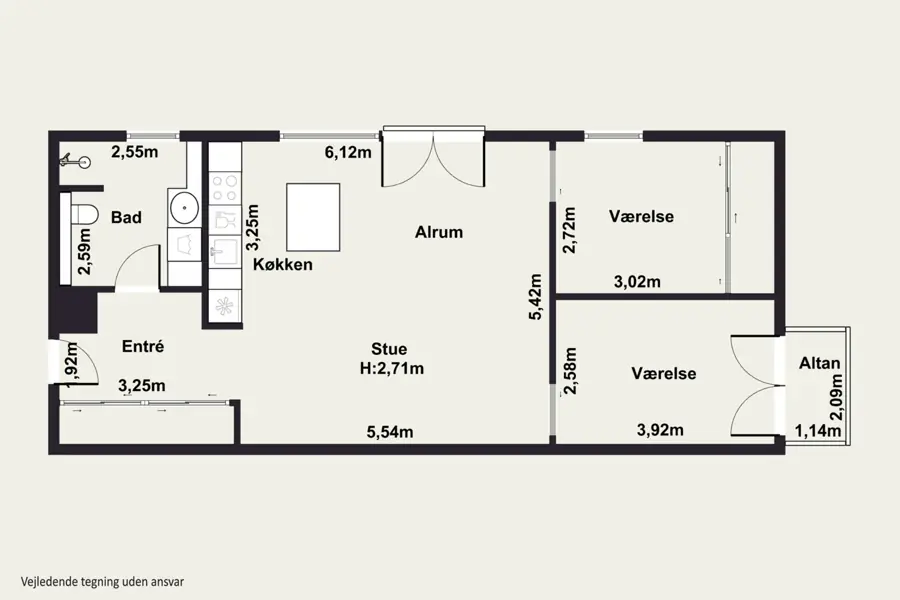 2,55m
6,12m
Bad
2,59m
3,25m
Køkken
Alrum
Værelse
2,72m
3,02m
5,42m
Entré
,92m
3,25m
Stue
H:2,71m
5,54m
2,58m
Værelse
3,92m
Altan
2,09m
1,14m
Vejledende tegning uden ansvar